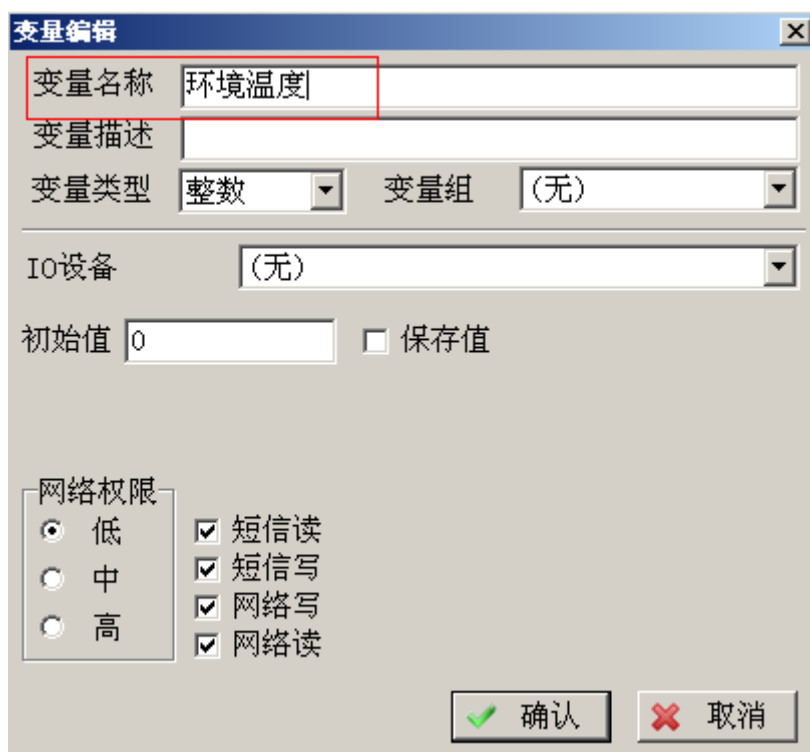 变量编辑
变量名称 环境温度
变量描述
变量类型 整数 变量组 (无)
IO设备 (无)
初始值 0 保存值
网络权限
低 短信读
中 短信写
高 网络写
网络读
确认 取消